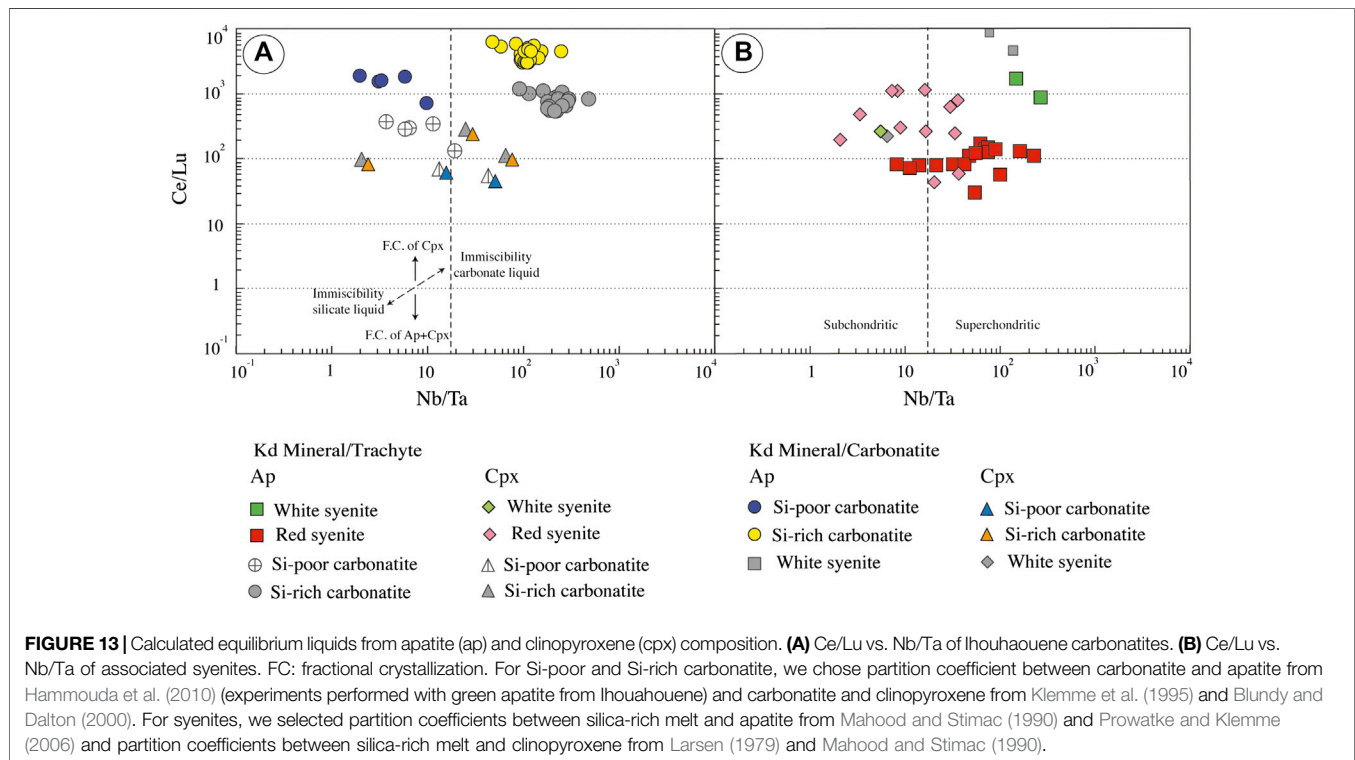 A
B
10^4
10^3
10^2
10
1
10^-1
Ce/Lu
F.C. of Cpx
Immiscibility
carbonate liquid
Immiscibility
silicate liquid
F.C. of Ap+Cpx
Subchondritic
Superchondritic
10^-1 1 10 10^2 10^3 10^4
1 10 10^2 10^3 10^4
Nb/Ta
Nb/Ta
Kd Mineral/Trachyte
Ap
Cpx
White syenite
White syenite
Red syenite
Red syenite
Si-poor carbonatite
Si-poor carbonatite
Si-rich carbonatite
Si-rich carbonatite
Kd Mineral/Carbonatite
Ap
Cpx
Si-poor carbonatite
Si-poor carbonatite
Si-rich carbonatite
Si-rich carbonatite
White syenite
White syenite
FIGURE 13 | Calculated equilibrium liquids from apatite (ap) and clinopyroxene (cpx) composition. (A) Ce/Lu vs. Nb/Ta of Ihouhaouene carbonatites. (B) Ce/Lu vs.
Nb/Ta of associated syenites. FC: fractional crystallization. For Si-poor and Si-rich carbonatite, we chose partition coefficient between carbonatite and apatite from
Hammouda et al. (2010) (experiments performed with green apatite from Ihouahouene) and carbonatite and clinopyroxene from Klemme et al. (1995) and Blundy and
Dalton (2000). For syenites, we selected partition coefficients between silica-rich melt and apatite from Mahood and Stimac (1990) and Prowatke and Klemme
(2006) and partition coefficients between silica-rich melt and clinopyroxene from Larsen (1979) and Mahood and Stimac (1990).